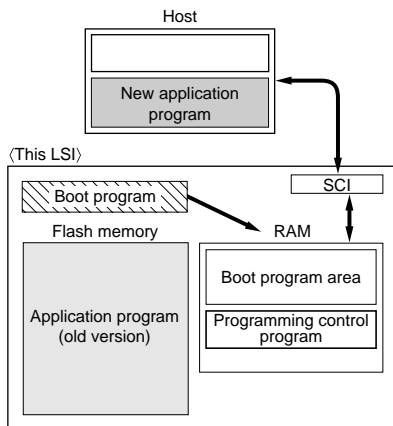 Host
New application
program
〈This LSI〉
SCI
Boot program
Flash memory
RAM
Boot program area
Application program
(old version)
Programming control
program